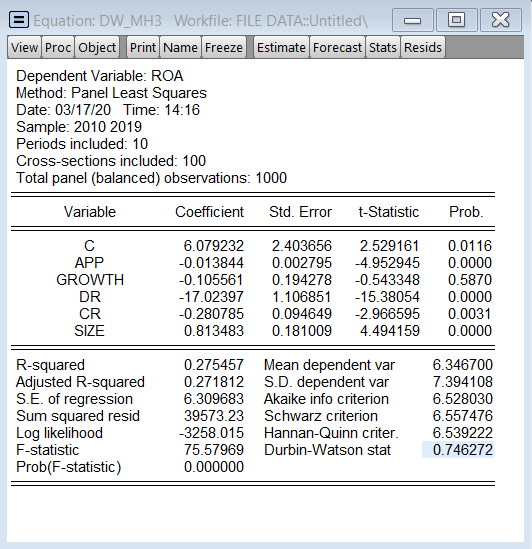 Equation: DW_MH3   Workfile: FILE DATA::Untitled\
View Proc Object Print Name Freeze Estimate Forecast Stats Resids
Dependent Variable: ROA
Method: Panel Least Squares
Date: 03/17/20   Time: 14:16
Sample: 2010 2019
Periods included: 10
Cross-sections included: 100
Total panel (balanced) observations: 1000
Variable Coefficient Std. Error t-Statistic Prob.
C 6.079232 2.403656 2.529161 0.0116
APP -0.013844 0.002795 -4.952945 0.0000
GROWTH -0.105561 0.194278 -0.543348 0.5870
DR -17.02397 1.106851 -15.38054 0.0000
CR -0.280785 0.094649 -2.966595 0.0031
SIZE 0.813483 0.181009 4.494159 0.0000
R-squared 0.275457 Mean dependent var 6.346700
Adjusted R-squared 0.271812 S.D. dependent var 7.394108
S.E. of regression 6.309683 Akaike info criterion 6.528030
Sum squared resid 39573.23 Schwarz criterion 6.557476
Log likelihood -3258.015 Hannan-Quinn criter. 6.539222
F-statistic 75.57969 Durbin-Watson stat 0.746272
Prob(F-statistic) 0.000000